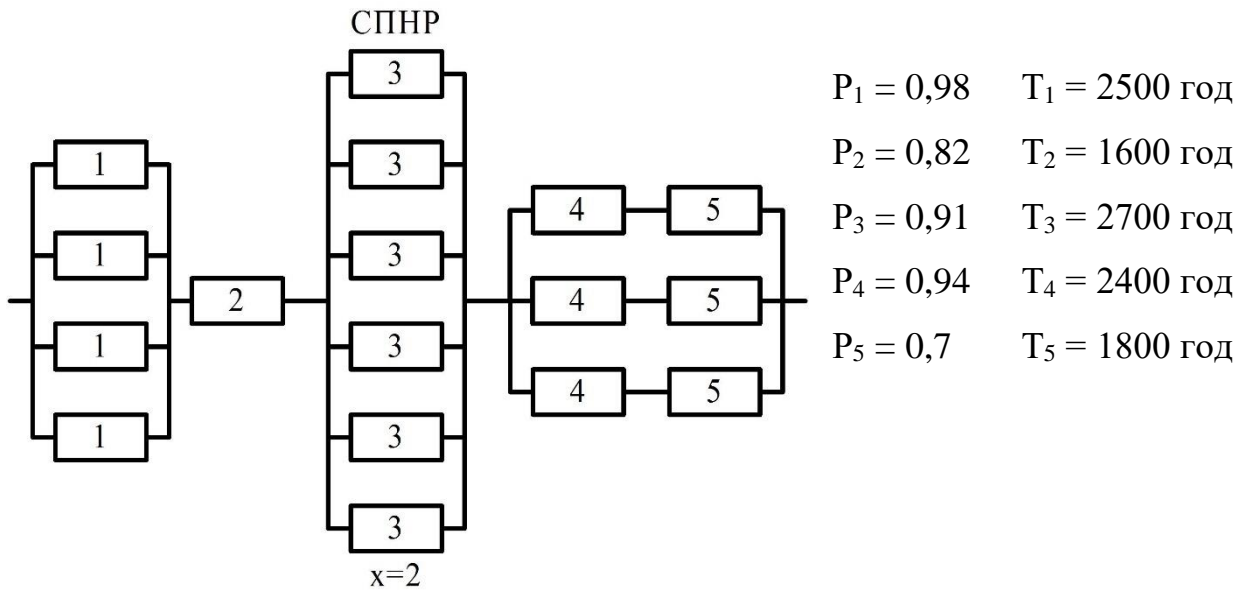 СПНР
3
1 3
1 3
4 5
2
4 5
1 3
4 5
1 3
3
x=2
P₁ = 0,98 T₁ = 2500 год
P₂ = 0,82 T₂ = 1600 год
P₃ = 0,91 T₃ = 2700 год
P₄ = 0,94 T₄ = 2400 год
P₅ = 0,7 T₅ = 1800 год